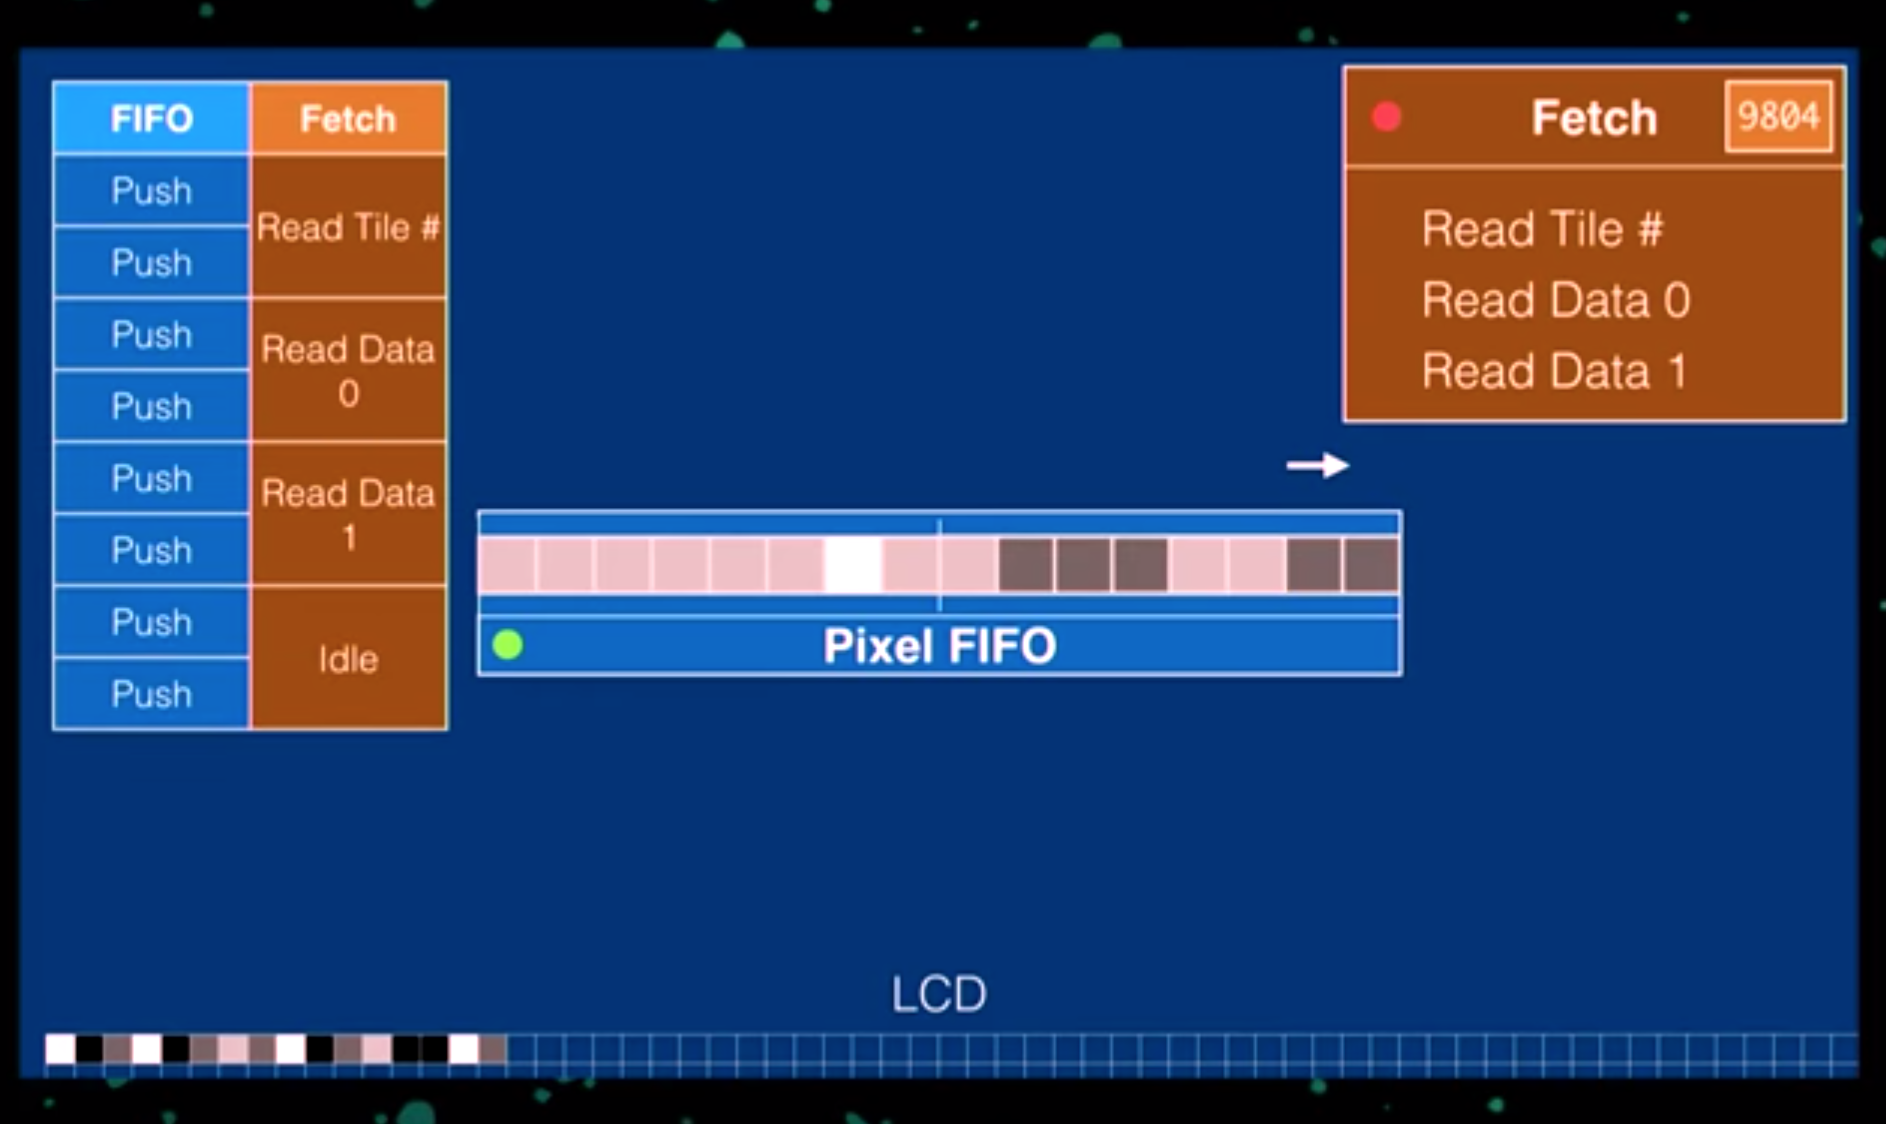 FIFO Fetch
Push
Read Tile #
Push
Push
Read Data
0
Push
Push
Read Data
1
Push
Push
Idle
Push
Fetch 9804
Read Tile #
Read Data 0
Read Data 1
Pixel FIFO
LCD